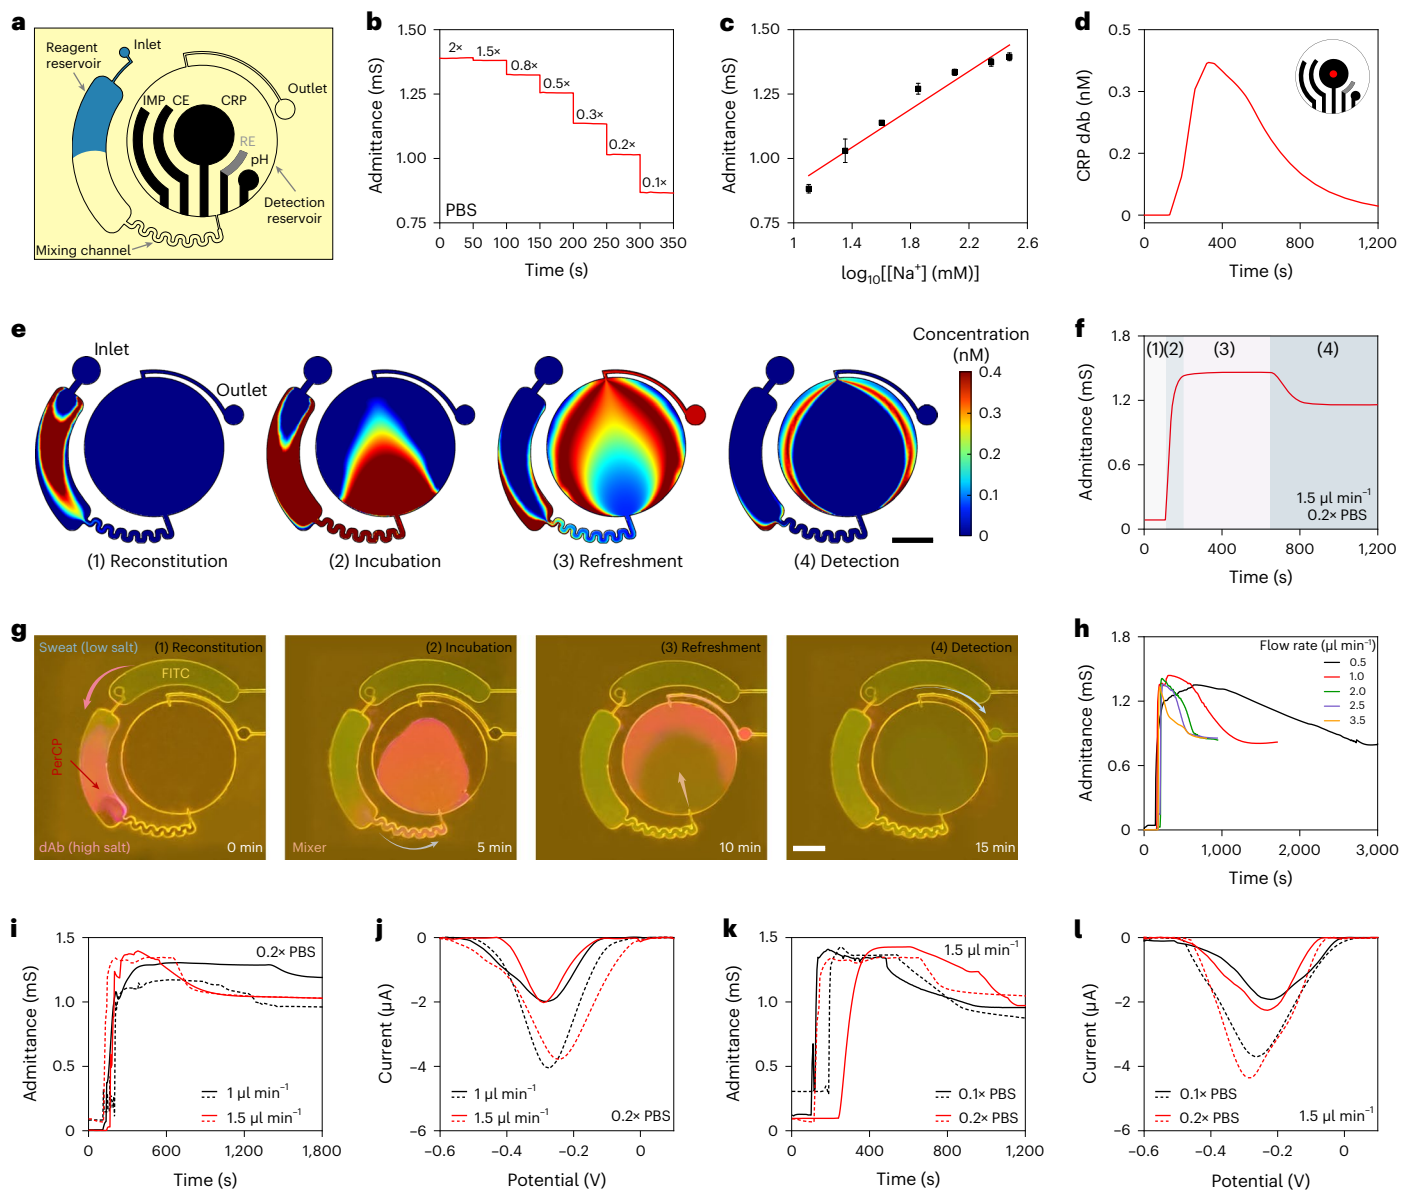 a
Reagent
reservoir
Inlet
IMP CE CRP
RE
pH
Outlet
Detection
reservoir
Mixing channel
b
Admittance (mS)
1.50
1.25
1.00
0.75
2×
1.5×
0.8×
0.5×
0.3×
0.2×
0.1×
PBS
0 50 100 150 200 250 300 350
Time (s)
c
Admittance (mS)
1.50
1.25
1.00
0.75
1 1.4 1.8 2.2 2.6
log10[[Na+] (mM)]
d
CRP dAb (nM)
0.5
0.3
0.2
0
0 400 800 1,200
Time (s)
e
Inlet
Outlet
(1) Reconstitution
(2) Incubation
(3) Refreshment
(4) Detection
Concentration
(nM)
0.4
0.3
0.2
0.1
0
f
Admittance (mS)
1.8
1.2
0.6
0
(1) (2) (3) (4)
1.5 µl min−1
0.2× PBS
0 400 800 1,200
Time (s)
g
Sweat (low salt)
(1) Reconstitution
FITC
PerCP
dAb (high salt)
0 min
(2) Incubation
Mixer
5 min
(3) Refreshment
10 min
(4) Detection
15 min
h
Admittance (mS)
1.8
1.2
0.6
0
Flow rate (µl min−1)
0.5
1.0
2.0
2.5
3.5
0 1,000 2,000 3,000
Time (s)
i
Admittance (mS)
1.5
1.0
0.5
0
0.2× PBS
1 µl min−1
1.5 µl min−1
0 600 1,200 1,800
Time (s)
j
Current (µA)
0
−2
−4
−6
1 µl min−1
1.5 µl min−1
0.2× PBS
−0.6 −0.4 −0.2 0
Potential (V)
k
Admittance (mS)
1.5
1.0
0.5
0
1.5 µl min−1
0.1× PBS
0.2× PBS
0 400 800 1,200
Time (s)
l
Current (µA)
0
−2
−4
−6
0.1× PBS
0.2× PBS
1.5 µl min−1
−0.6 −0.4 −0.2 0
Potential (V)